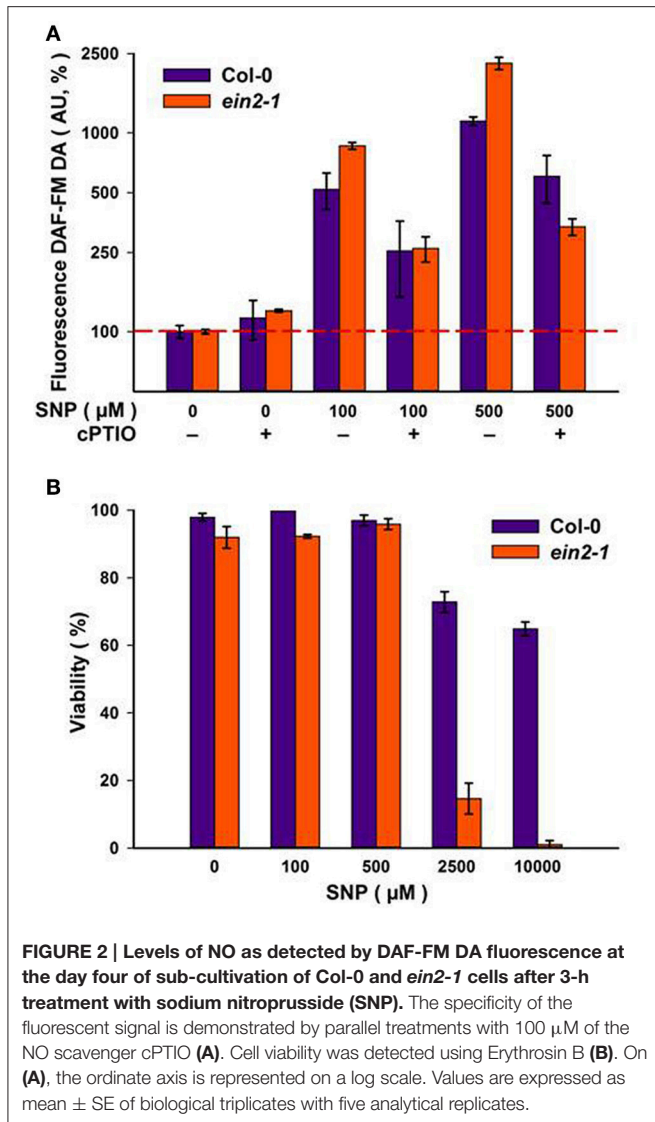 A
Fluorescence DAF-FM DA ( AU, % )
2500
1000
500
250
100
Col-0
ein2-1
SNP ( µM ) 0 0 100 100 500 500
cPTIO – + – + – +
B
Viability ( % )
100
80
60
40
20
0
Col-0
ein2-1
0 100 500 2500 10000
SNP ( µM )
FIGURE 2 | Levels of NO as detected by DAF-FM DA fluorescence at
the day four of sub-cultivation of Col-0 and ein2-1 cells after 3-h
treatment with sodium nitroprusside (SNP). The specificity of the
fluorescent signal is demonstrated by parallel treatments with 100 µM of the
NO scavenger cPTIO (A). Cell viability was detected using Erythrosin B (B). On
(A), the ordinate axis is represented on a log scale. Values are expressed as
mean ± SE of biological triplicates with five analytical replicates.